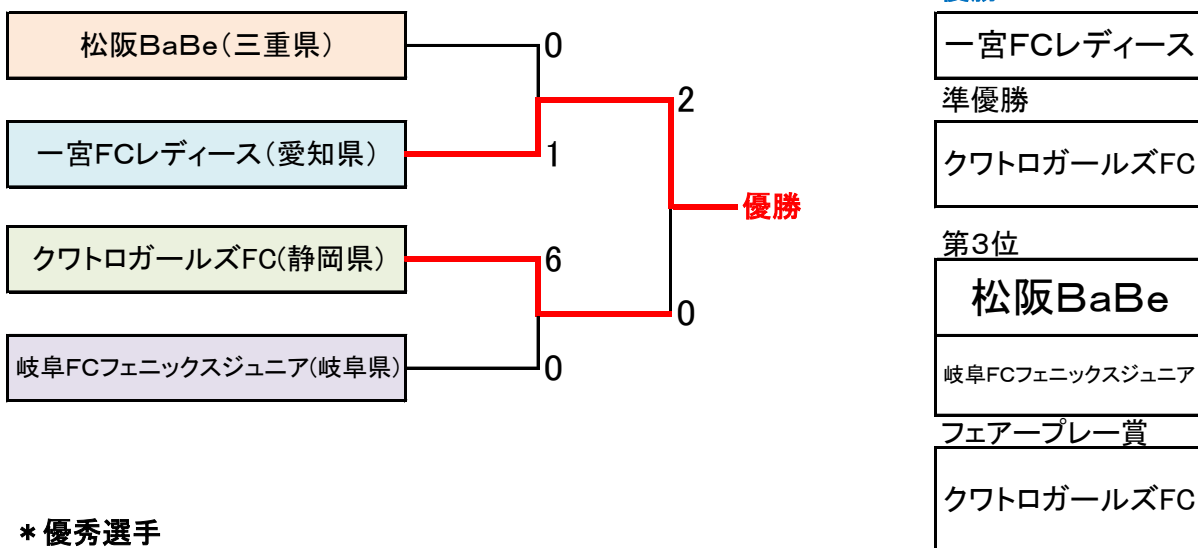 松阪BaBe(三重県)
0
2
一宮FCレディース(愛知県)
1
優勝
クワトロガールズFC(静岡県)
6
0
岐阜FCフェニックスジュニア(岐阜県)
0
*優秀選手
優勝
一宮FCレディース
準優勝
クワトロガールズFC
第3位
松阪BaBe
岐阜FCフェニックスジュニア
フェアープレー賞
クワトロガールズFC